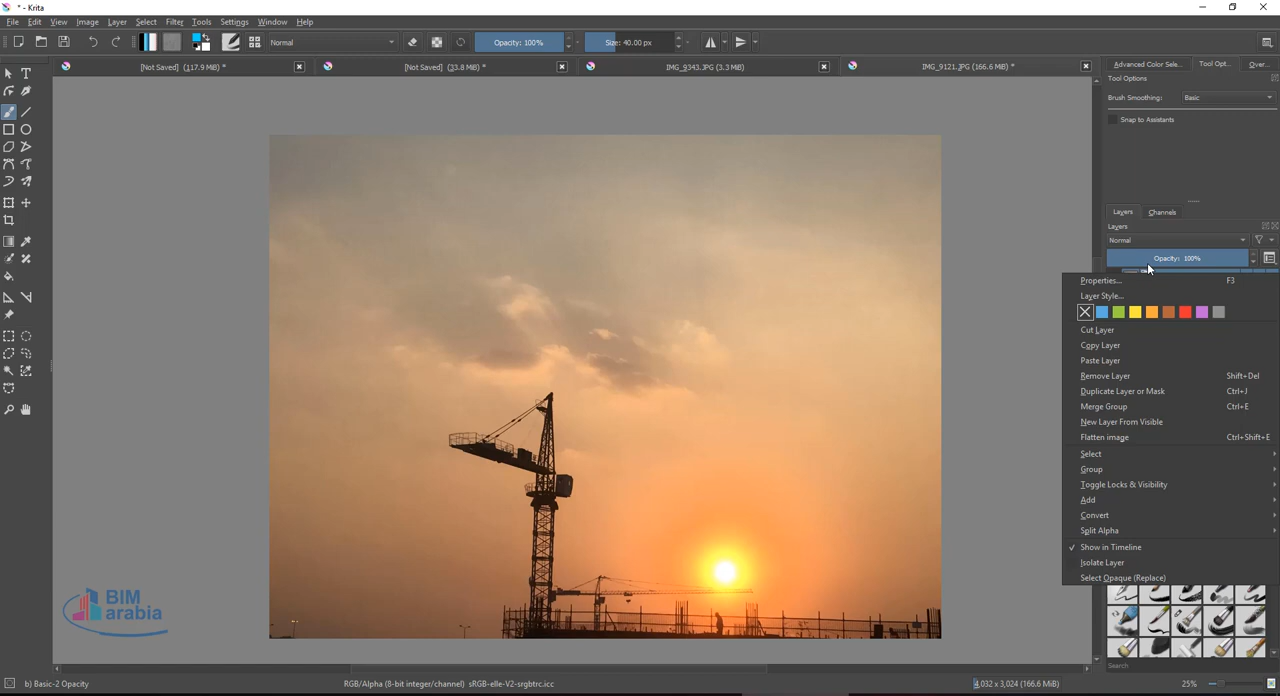 * - Krita
File Edit View Image Layer Select Filter Tools Settings Window Help
Normal Opacity: 100% Size: 40.00 px
[Not Saved] (117.9 MiB) * [Not Saved] (33.8 MiB) * IMG_9343.JPG (3.3 MiB) IMG_9121.JPG (166.6 MiB) *
Advanced Color Sele... Tool Opt... Over...
Tool Options
Brush Smoothing: Basic
Snap to Assistants
Layers Channels
Layers
Normal
Opacity: 100%
Properties... F3
Layer Style...
Cut Layer
Copy Layer
Paste Layer
Remove Layer Shift+Del
Duplicate Layer or Mask Ctrl+J
Merge Group Ctrl+E
New Layer From Visible
Flatten image Ctrl+Shift+E
Select
Group
Toggle Locks & Visibility
Add
Convert
Split Alpha
Show in Timeline
Isolate Layer
Select Opaque (Replace)
BIM
arabia
Search
b) Basic-2 Opacity RGB/Alpha (8-bit integer/channel) sRGB-elle-V2-srgbtrc.icc 4,032 x 3,024 (166.6 MiB) 25%